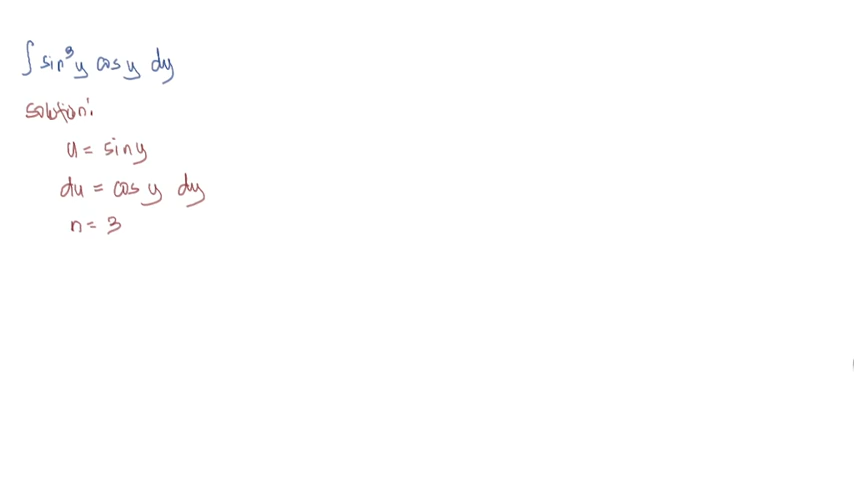 ∫ sin³y cos y dy
solution:
u = sin y
du = cos y dy
n = 3